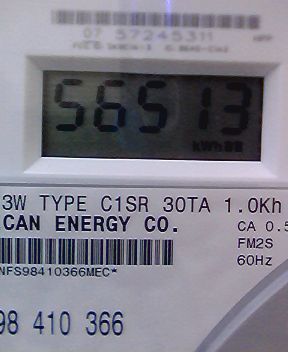 07 57245311
56513
kWh
3W TYPE C1SR 30TA 1.0Kh
CAN ENERGY CO.
CA 0.5
FM2S
NFS98410366MEC*
60Hz
98 410 366